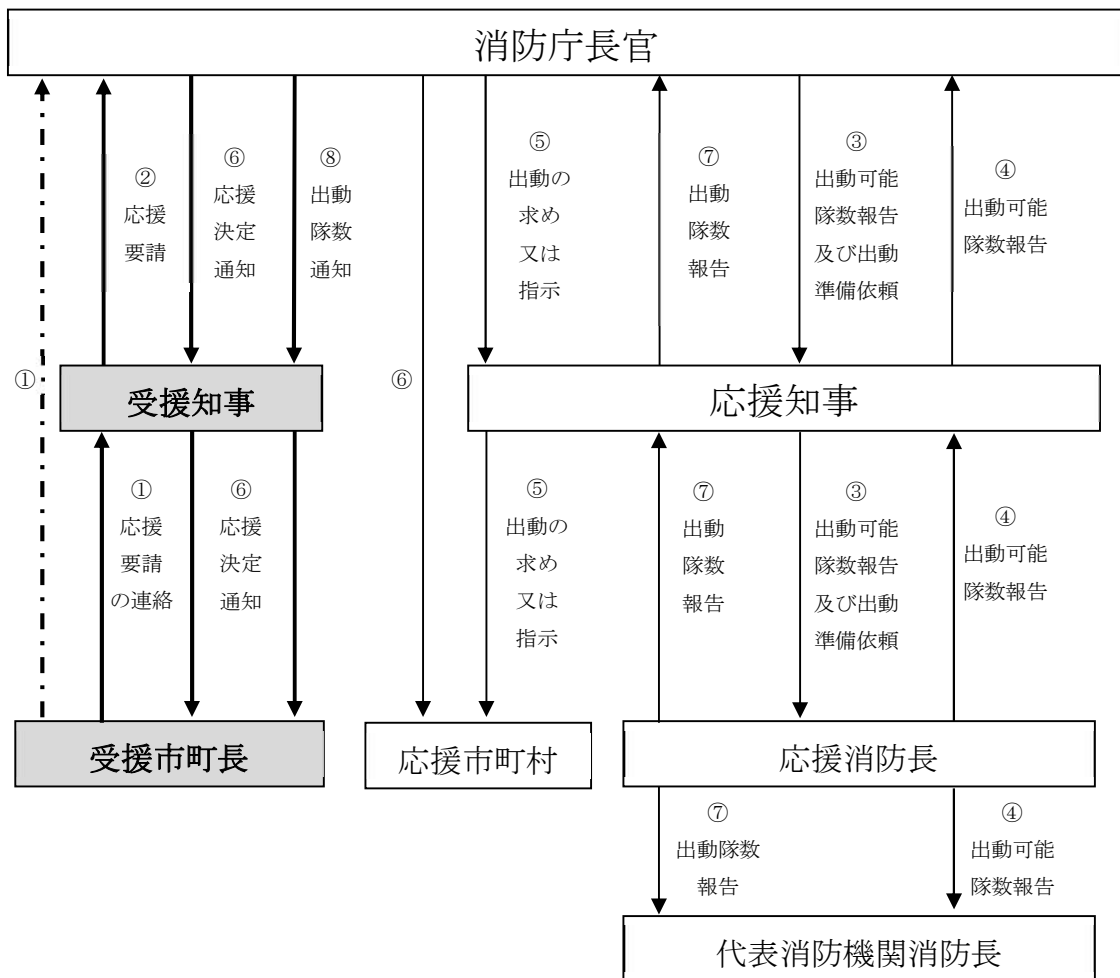 消防庁長官
②
応援
要請
⑥
応援
決定
通知
⑧
出動
隊数
通知
⑤
出動の
求め
又は
指示
⑦
出動
隊数
報告
③
出動可能
隊数報告
及び出動
準備依頼
④
出動可能
隊数報告
①
⑥
受援知事
応援知事
①
応援
要請
の連絡
⑥
応援
決定
通知
⑤
出動の
求め
又は
指示
⑦
出動
隊数
報告
③
出動可能
隊数報告
及び出動
準備依頼
④
出動可能
隊数報告
受援市町長
応援市町村
応援消防長
⑦
出動隊数
報告
④
出動可能
隊数報告
代表消防機関消防長